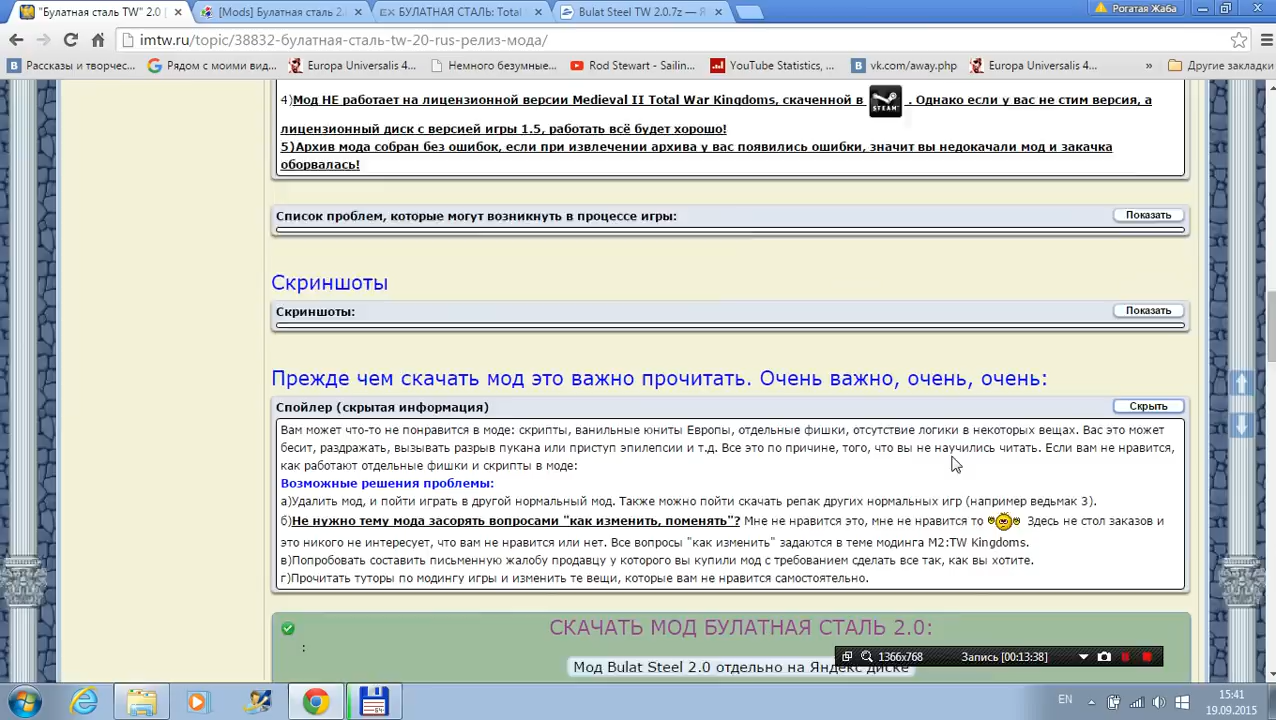 "Булатная сталь TW" 2.0 [
[Mods] Булатная сталь 2.
БУЛАТНАЯ СТАЛЬ: Total
Bulat Steel TW 2.0.7z — Я
Рогатая Жаба
imtw.ru/topic/38832-булатная-сталь-tw-20-rus-релиз-мода/
Рассказы и творчес...
Рядом с моими вид...
Europa Universalis 4...
Немного безумные...
Rod Stewart - Sailin...
YouTube Statistics, ...
vk.com/away.php
Europa Universalis 4...
»
Другие закладки
4)Мод НЕ работает на лицензионной версии Medieval II Total War Kingdoms, скаченной в STEAM . Однако если у вас не стим версия, а
лицензионный диск с версией игры 1.5, работать всё будет хорошо!
5)Архив мода собран без ошибок, если при извлечении архива у вас появились ошибки, значит вы недокачали мод и закачка
оборвалась!
Список проблем, которые могут возникнуть в процессе игры:
Показать
Скриншоты
Скриншоты:
Показать
Прежде чем скачать мод это важно прочитать. Очень важно, очень, очень:
Спойлер (скрытая информация)
Скрыть
Вам может что-то не понравится в моде: скрипты, ванильные книты Европы, отдельные фишки, отсутствие логики в некоторых вещах. Вас это может
бесит, раздражать, вызывать разрыв пукана или приступ эпилепсии и т.д. Все это по причине, того, что вы не научились читать. Если вам не нравится,
как работают отдельные фишки и скрипты в моде:
Возможные решения проблемы:
а)Удалить мод, и пойти играть в другой нормальный мод. Также можно пойти скачать репак других нормальных игр (например ведьмак 3).
б)Не нужно тему мода засорять вопросами "как изменить, поменять"? Мне не нравится это, мне не нравится то Здесь не стол заказов и
это никого не интересует, что вам не нравится или нет. Все вопросы "как изменить" задаются в теме модинга M2:TW Kingdoms.
в)Попробовать составить письменную жалобу продавцу у которого вы купили мод с требованием сделать все так, как вы хотите.
г)Прочитать туторы по модингу игры и изменить те вещи, которые вам не нравится самостоятельно.
СКАЧАТЬ МОД БУЛАТНАЯ СТАЛЬ 2.0:
:
Мод Bulat Steel 2.0 отдельно на Яндекс диске
1366x768
Запись [00:13:38]
EN
15:41
19.09.2015